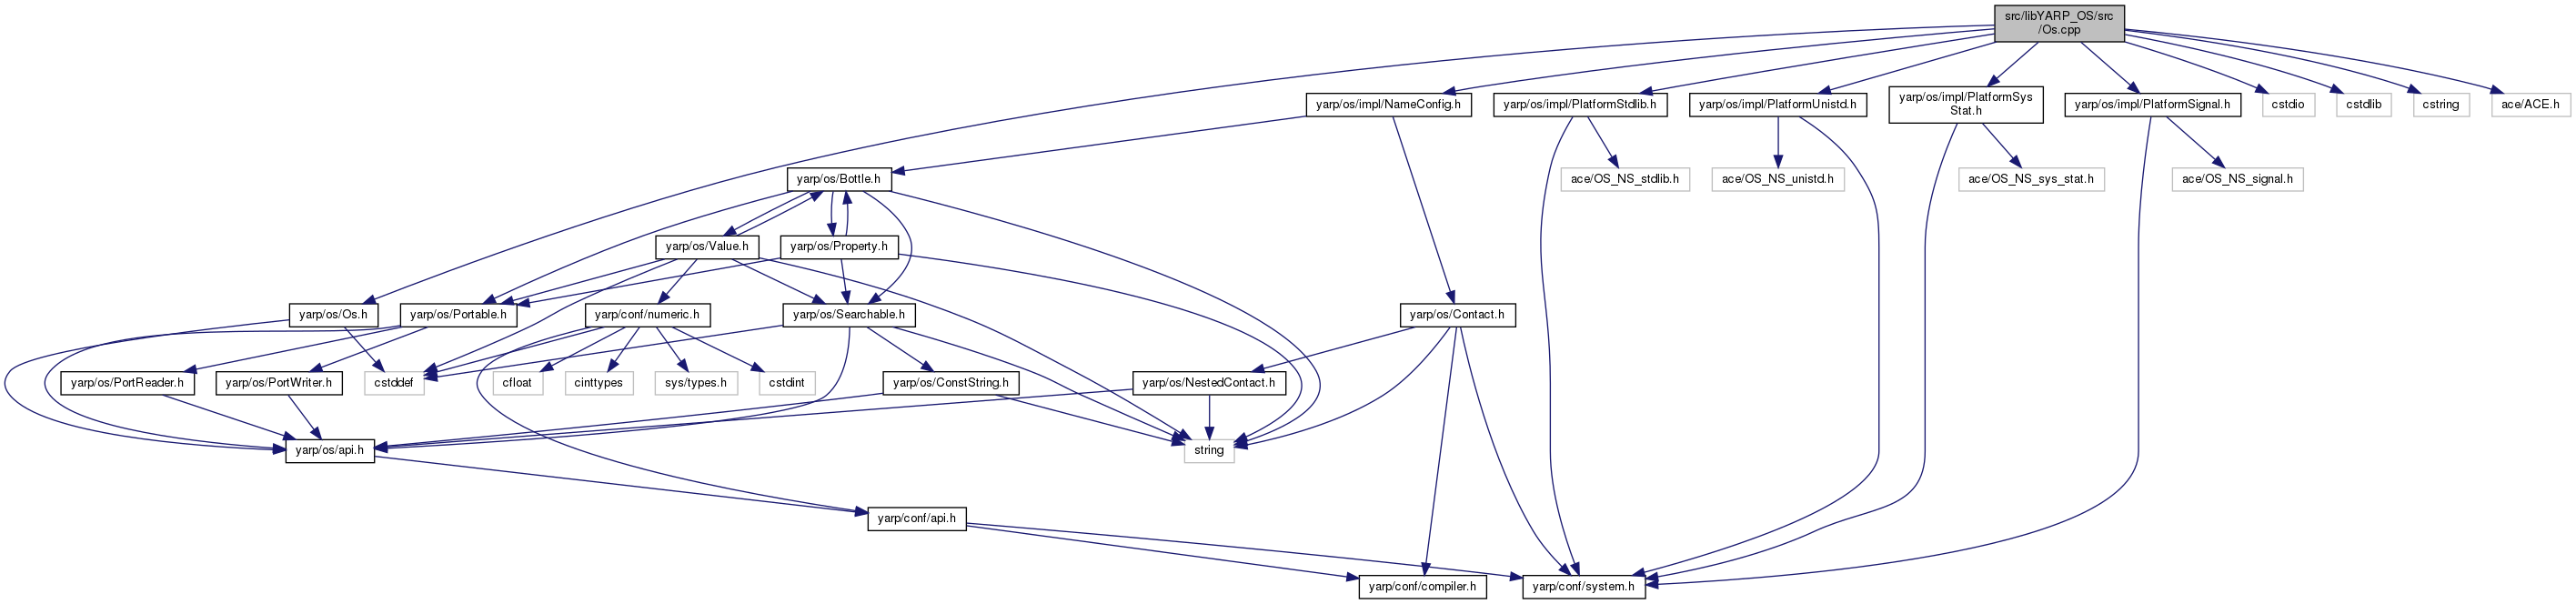 src/libYARP_OS/src
/Os.cpp
yarp/os/impl/NameConfig.h
yarp/os/impl/PlatformStdlib.h
yarp/os/impl/PlatformUnistd.h
yarp/os/impl/PlatformSys
Stat.h
yarp/os/impl/PlatformSignal.h
cstdio
cstdlib
cstring
ace/ACE.h
yarp/os/Bottle.h
ace/OS_NS_stdlib.h
ace/OS_NS_unistd.h
ace/OS_NS_sys_stat.h
ace/OS_NS_signal.h
yarp/os/Value.h
yarp/os/Property.h
yarp/os/Os.h
yarp/os/Portable.h
yarp/conf/numeric.h
yarp/os/Searchable.h
yarp/os/Contact.h
yarp/os/PortReader.h
yarp/os/PortWriter.h
cstddef
cfloat
cinttypes
sys/types.h
cstdint
yarp/os/ConstString.h
yarp/os/NestedContact.h
yarp/os/api.h
string
yarp/conf/api.h
yarp/conf/compiler.h
yarp/conf/system.h